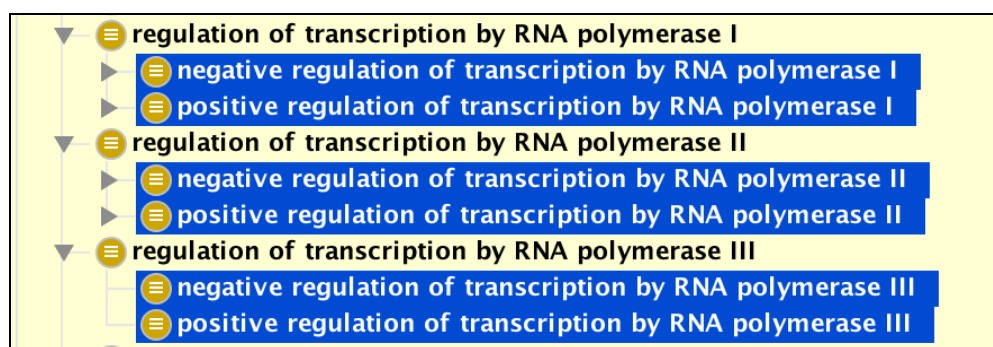 regulation of transcription by RNA polymerase I
negative regulation of transcription by RNA polymerase I
positive regulation of transcription by RNA polymerase I
regulation of transcription by RNA polymerase II
negative regulation of transcription by RNA polymerase II
positive regulation of transcription by RNA polymerase II
regulation of transcription by RNA polymerase III
negative regulation of transcription by RNA polymerase III
positive regulation of transcription by RNA polymerase III